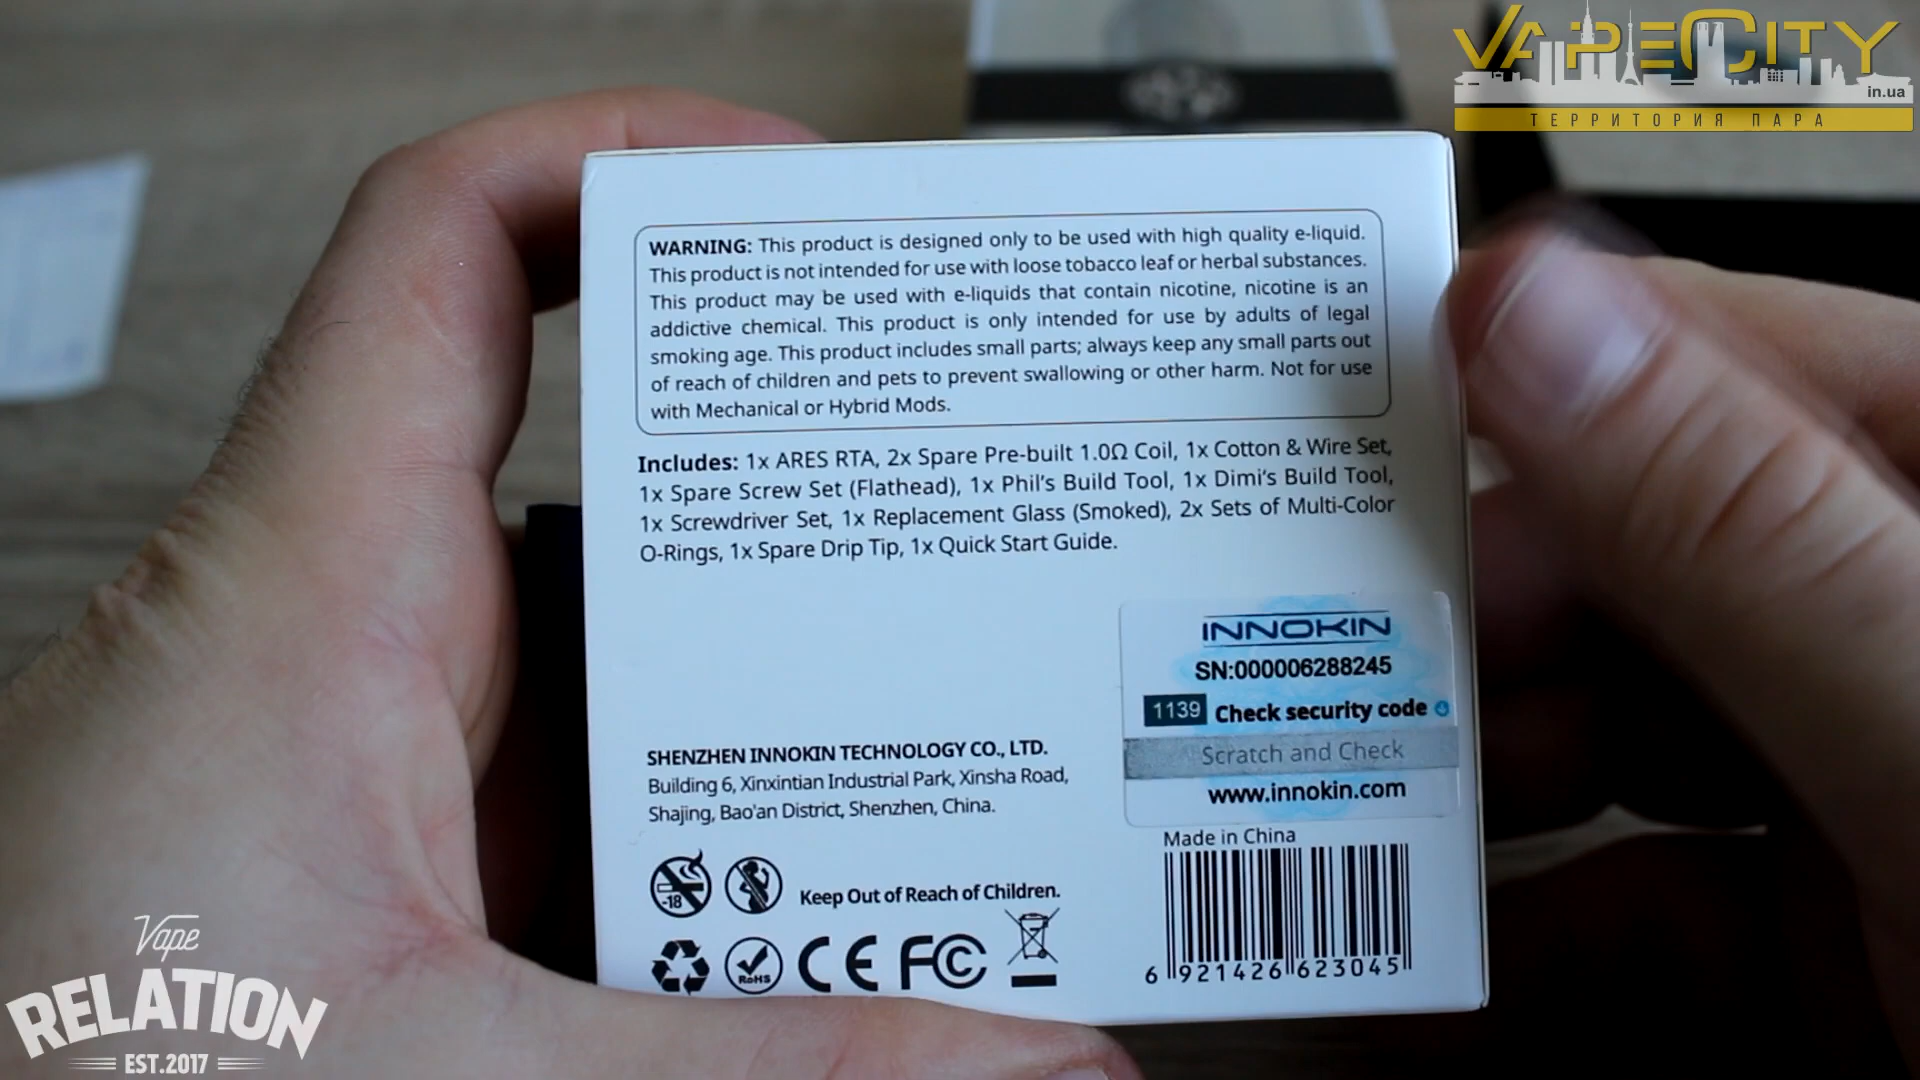 VAPECITY
in.ua
ТЕРРИТОРИЯ ПАРА
WARNING: This product is designed only to be used with high quality e-liquid.
This product is not intended for use with loose tobacco leaf or herbal substances.
This product may be used with e-liquids that contain nicotine, nicotine is an
addictive chemical. This product is only intended for use by adults of legal
smoking age. This product includes small parts; always keep any small parts out
of reach of children and pets to prevent swallowing or other harm. Not for use
with Mechanical or Hybrid Mods.
Includes: 1x ARES RTA, 2x Spare Pre-built 1.0Ω Coil, 1x Cotton & Wire Set,
1x Spare Screw Set (Flathead), 1x Phil's Build Tool, 1x Dimi's Build Tool,
1x Screwdriver Set, 1x Replacement Glass (Smoked), 2x Sets of Multi-Color
O-Rings, 1x Spare Drip Tip, 1x Quick Start Guide.
INNOKIN
SN:000006288245
1139 Check security code
Scratch and Check
www.innokin.com
SHENZHEN INNOKIN TECHNOLOGY CO., LTD.
Building 6, Xinxintian Industrial Park, Xinsha Road,
Shajing, Bao'an District, Shenzhen, China.
Made in China
-18
Keep Out of Reach of Children.
RoHS
CE FC
6 921426 623045
Vape
RELATION
EST.2017